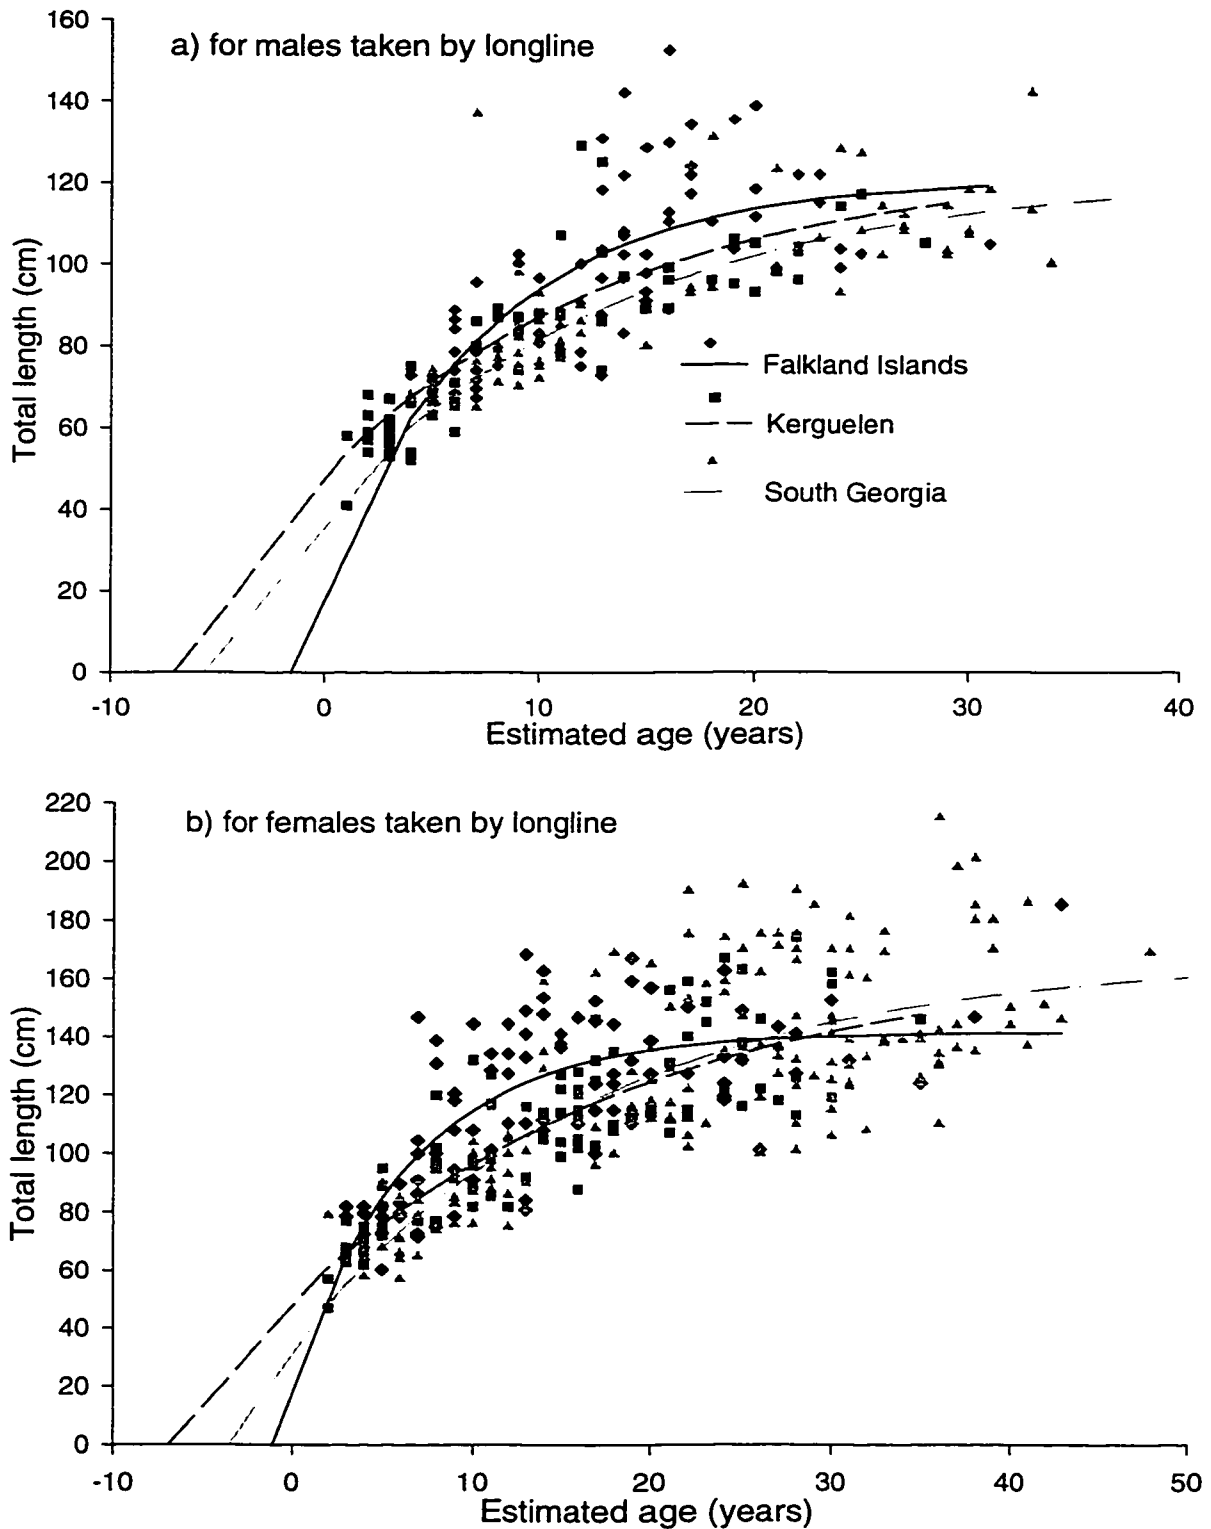 160
a) for males taken by longline
140
120
100
80
60
40
20
0
Total length (cm)
Falkland Islands
Kerguelen
South Georgia
-10 0 10 20 30 40
Estimated age (years)
220
b) for females taken by longline
200
180
160
140
120
100
80
60
40
20
0
Total length (cm)
-10 0 10 20 30 40 50
Estimated age (years)